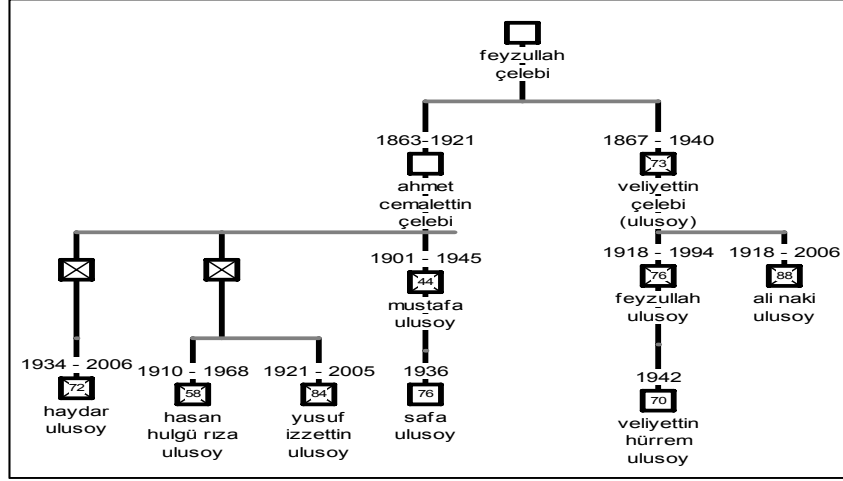 feyzullah
çelebi
1863-1921
ahmet
cemalettin
çelebi
1867 - 1940
73
veliyettin
çelebi
(ulusoy)
1901 - 1945
44
mustafa
ulusoy
1918 - 1994
76
feyzullah
ulusoy
1918 - 2006
88
ali naki
ulusoy
1934 - 2006
72
haydar
ulusoy
1910 - 1968
58
hasan
hulgü rıza
ulusoy
1921 - 2005
84
yusuf
izzettin
ulusoy
1936
76
safa
ulusoy
1942
70
veliyettin
hürrem
ulusoy